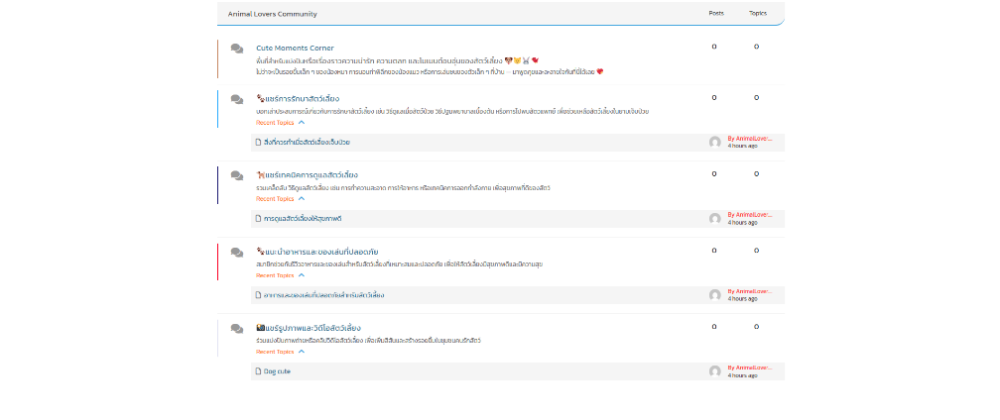 Animal Lovers Community Posts Topics
Cute Moments Corner 0 0
พื้นที่สำหรับแบ่งปันหรือเรื่องราวความน่ารัก ความตลก และโมเมนต์อบอุ่นของสัตว์เลี้ยง 🐶🐱🐰🐦
ไม่ว่าจะเป็นรอยยิ้มเล็ก ๆ ของน้องหมา การนอนท่าพิลึกของน้องแมว หรือการเล่นซนของตัวเล็ก ๆ ที่บ้าน — มาพูดคุยและละลายใจกันที่นี่ได้เลย ❤️
แชร์การรักษาสัตว์เลี้ยง 0 0
บอกเล่าประสบการณ์เกี่ยวกับการรักษาสัตว์เลี้ยง เช่น วิธีดูแลเมื่อสัตว์ป่วย วิธีปฐมพยาบาลเบื้องต้น หรือการไปพบสัตวแพทย์ เพื่อช่วยเหลือสัตว์เลี้ยงในยามเจ็บป่วย
Recent Topics
สิ่งที่ควรทำเมื่อสัตว์เลี้ยงเจ็บป่วย By AnimalLover...
4 hours ago
แชร์เทคนิคการดูแลสัตว์เลี้ยง 0 0
รวมเคล็ดลับ วิธีดูแลสัตว์เลี้ยง เช่น การทำความสะอาด การให้อาหาร หรือเทคนิคการออกกำลังกาย เพื่อสุขภาพที่ดีของสัตว์
Recent Topics
การดูแลสัตว์เลี้ยงให้สุขภาพดี By AnimalLover...
4 hours ago
แนะนำอาหารและของเล่นที่ปลอดภัย 0 0
สมาชิกช่วยกันรีวิวอาหารและของเล่นสำหรับสัตว์เลี้ยงที่เหมาะสมและปลอดภัย เพื่อให้สัตว์เลี้ยงมีสุขภาพดีและมีความสุข
Recent Topics
อาหารและของเล่นที่ปลอดภัยสำหรับสัตว์เลี้ยง By AnimalLover...
4 hours ago
แชร์รูปภาพและวิดีโอสัตว์เลี้ยง 0 0
ร่วมแบ่งปันภาพถ่ายหรือคลิปวิดีโอสัตว์เลี้ยง เพื่อเพิ่มสีสันและสร้างรอยยิ้มในชุมชนคนรักสัตว์
Recent Topics
Dog cute By AnimalLover...
4 hours ago